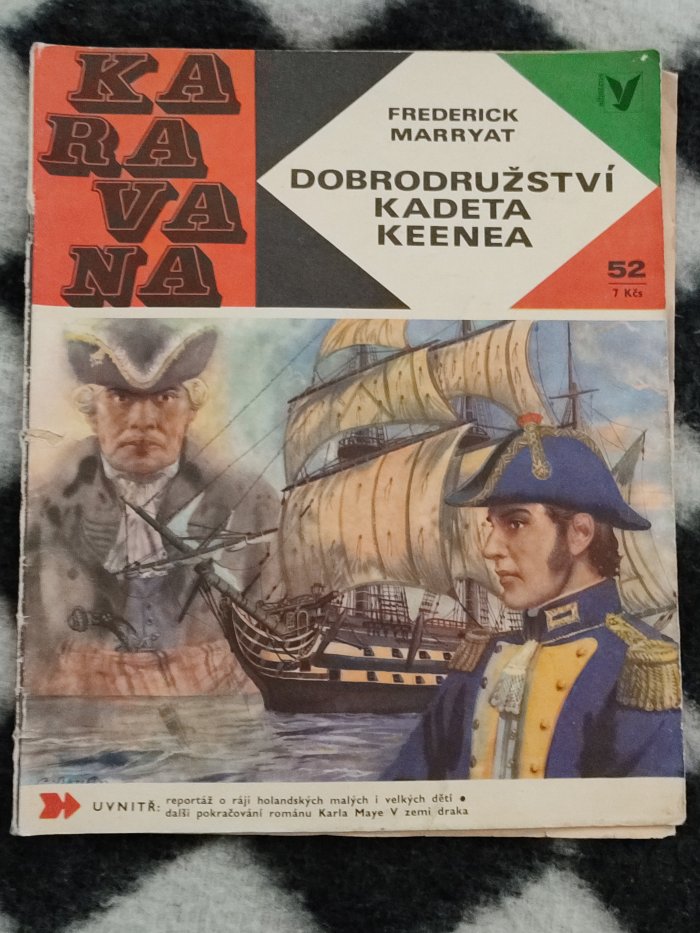 KA
RA
VA
NA
FREDERICK
MARRYAT
DOBRODRUŽSTVÍ
KADETA
KEENEA
52
7 Kčs
UVNITŘ: reportáž o ráji holandských malých i velkých dětí •
další pokračování románu Karla Maye V zemi draka